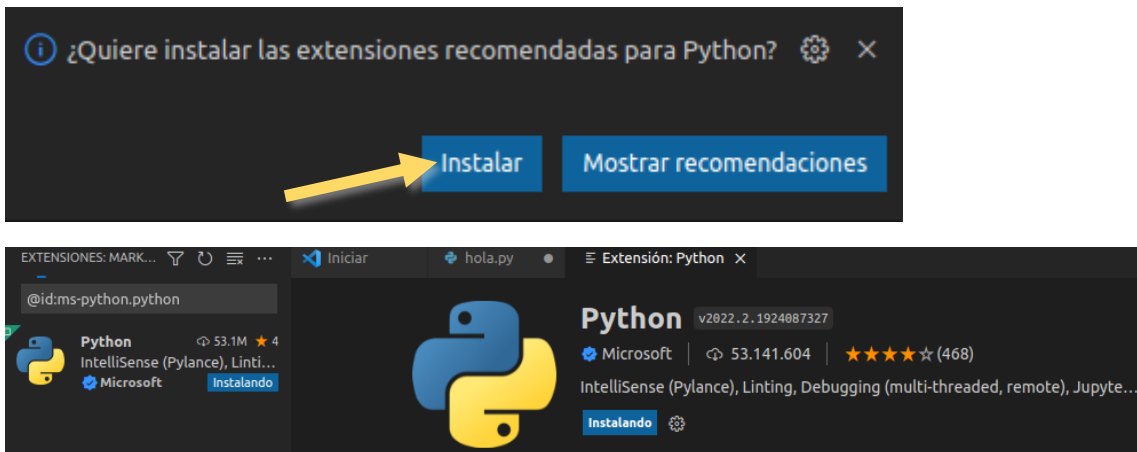 ¿Quiere instalar las extensiones recomendadas para Python?
Instalar
Mostrar recomendaciones
EXTENSIONES: MARK...
Iniciar
hola.py
Extensión: Python
@id:ms-python.python
Python 53.1M ★ 4
IntelliSense (Pylance), Linti...
Microsoft
Instalando
Python v2022.2.1924087327
Microsoft | 53.141.604 | ★★★★☆(468)
IntelliSense (Pylance), Linting, Debugging (multi-threaded, remote), Jupyte...
Instalando